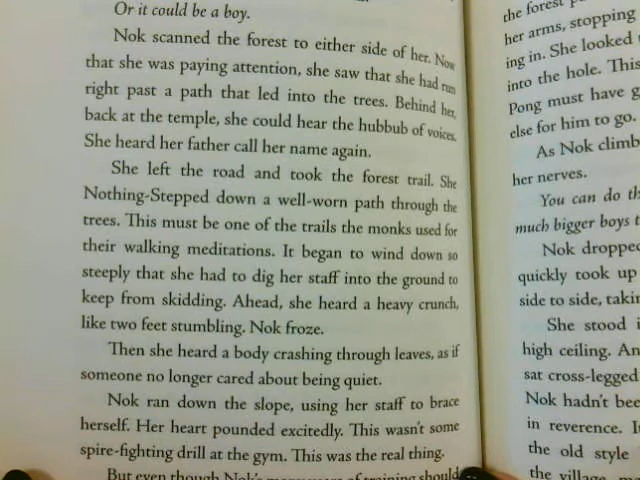 Or it could be a boy.
Nok scanned the forest to either side of her. Now
that she was paying attention, she saw that she had run
right past a path that led into the trees. Behind her,
back at the temple, she could hear the hubbub of voices.
She heard her father call her name again.
She left the road and took the forest trail. She
Nothing-Stepped down a well-worn path through the
trees. This must be one of the trails the monks used for
their walking meditations. It began to wind down so
steeply that she had to dig her staff into the ground to
keep from skidding. Ahead, she heard a heavy crunch,
like two feet stumbling. Nok froze.
Then she heard a body crashing through leaves, as if
someone no longer cared about being quiet.
Nok ran down the slope, using her staff to brace
herself. Her heart pounded excitedly. This wasn't some
spire-fighting drill at the gym. This was the real thing.
But even though Nok's many years of training should
the forest
her arms, stopping
ing in. She looked
into the hole. This
Pong must have
else for him to go.
As Nok climb
her nerves.
You can do
much bigger boys
Nok dropped
quickly took up
side to side,
She stood
high ceiling. An
sat cross-legged
Nok hadn't
in reverence.
the old style
the village